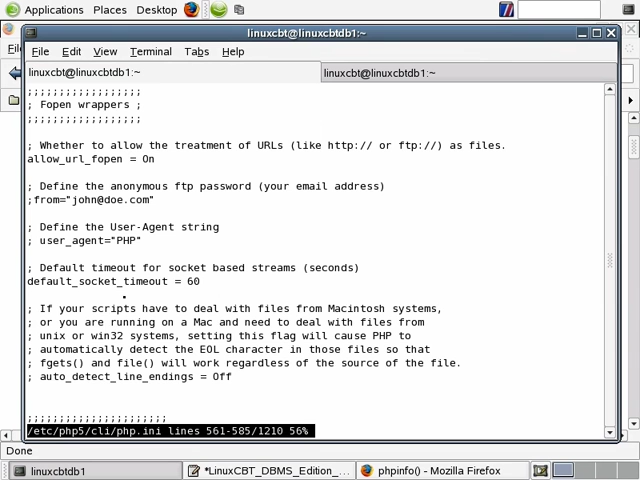 Applications Places Desktop
linuxcbt@linuxcbtdb1:~
File Edit View Terminal Tabs Help
linuxcbt@linuxcbtdb1:~ linuxcbt@linuxcbtdb1:~
;;;;;;;;;;;;;;;;;;
; Fopen wrappers ;
;;;;;;;;;;;;;;;;;;
; Whether to allow the treatment of URLs (like http:// or ftp://) as files.
allow_url_fopen = On
; Define the anonymous ftp password (your email address)
;from="john@doe.com"
; Define the User-Agent string
; user_agent="PHP"
; Default timeout for socket based streams (seconds)
default_socket_timeout = 60
; If your scripts have to deal with files from Macintosh systems,
; or you are running on a Mac and need to deal with files from
; unix or win32 systems, setting this flag will cause PHP to
; automatically detect the EOL character in those files so that
; fgets() and file() will work regardless of the source of the file.
; auto_detect_line_endings = Off
;;;;;;;;;;;;;;;;;;;;;;
/etc/php5/cli/php.ini lines 561-585/1210 56%
Done
linuxcbtdb1 *LinuxCBT_DBMS_Edition_... phpinfo() - Mozilla Firefox